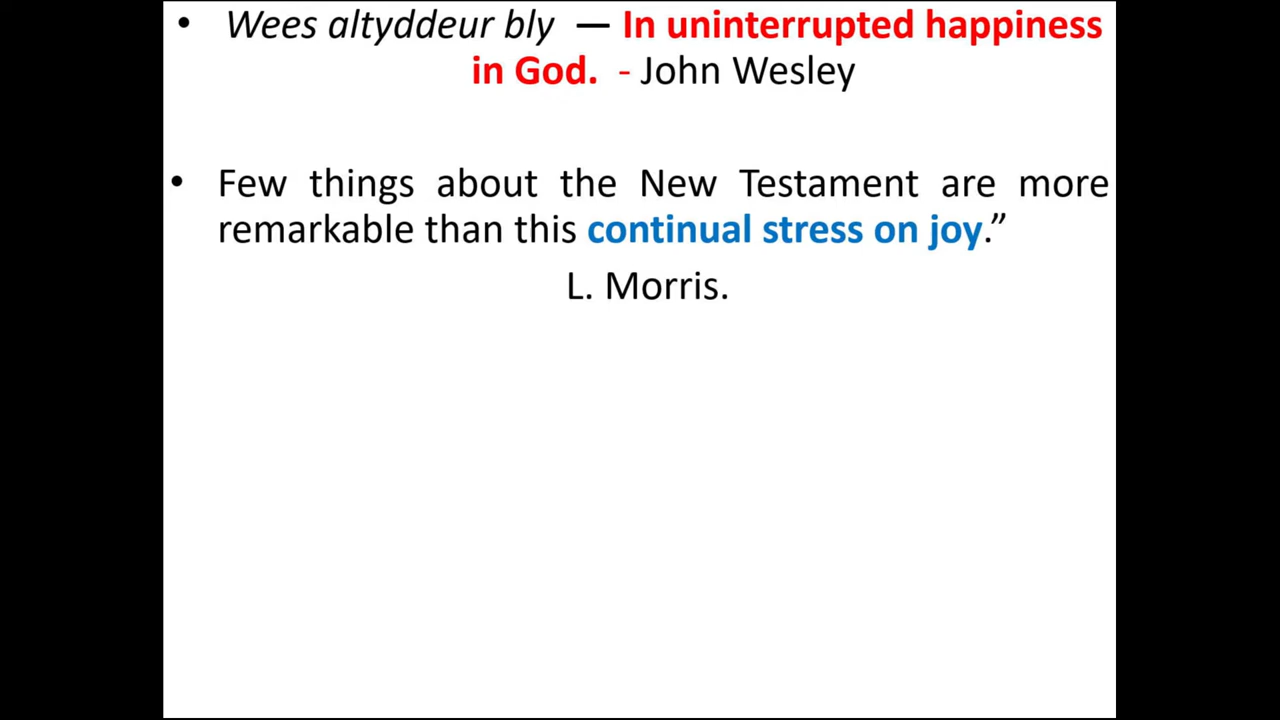 • Wees altyddeur bly — In uninterrupted happiness
in God. - John Wesley
• Few things about the New Testament are more
remarkable than this continual stress on joy.”
L. Morris.